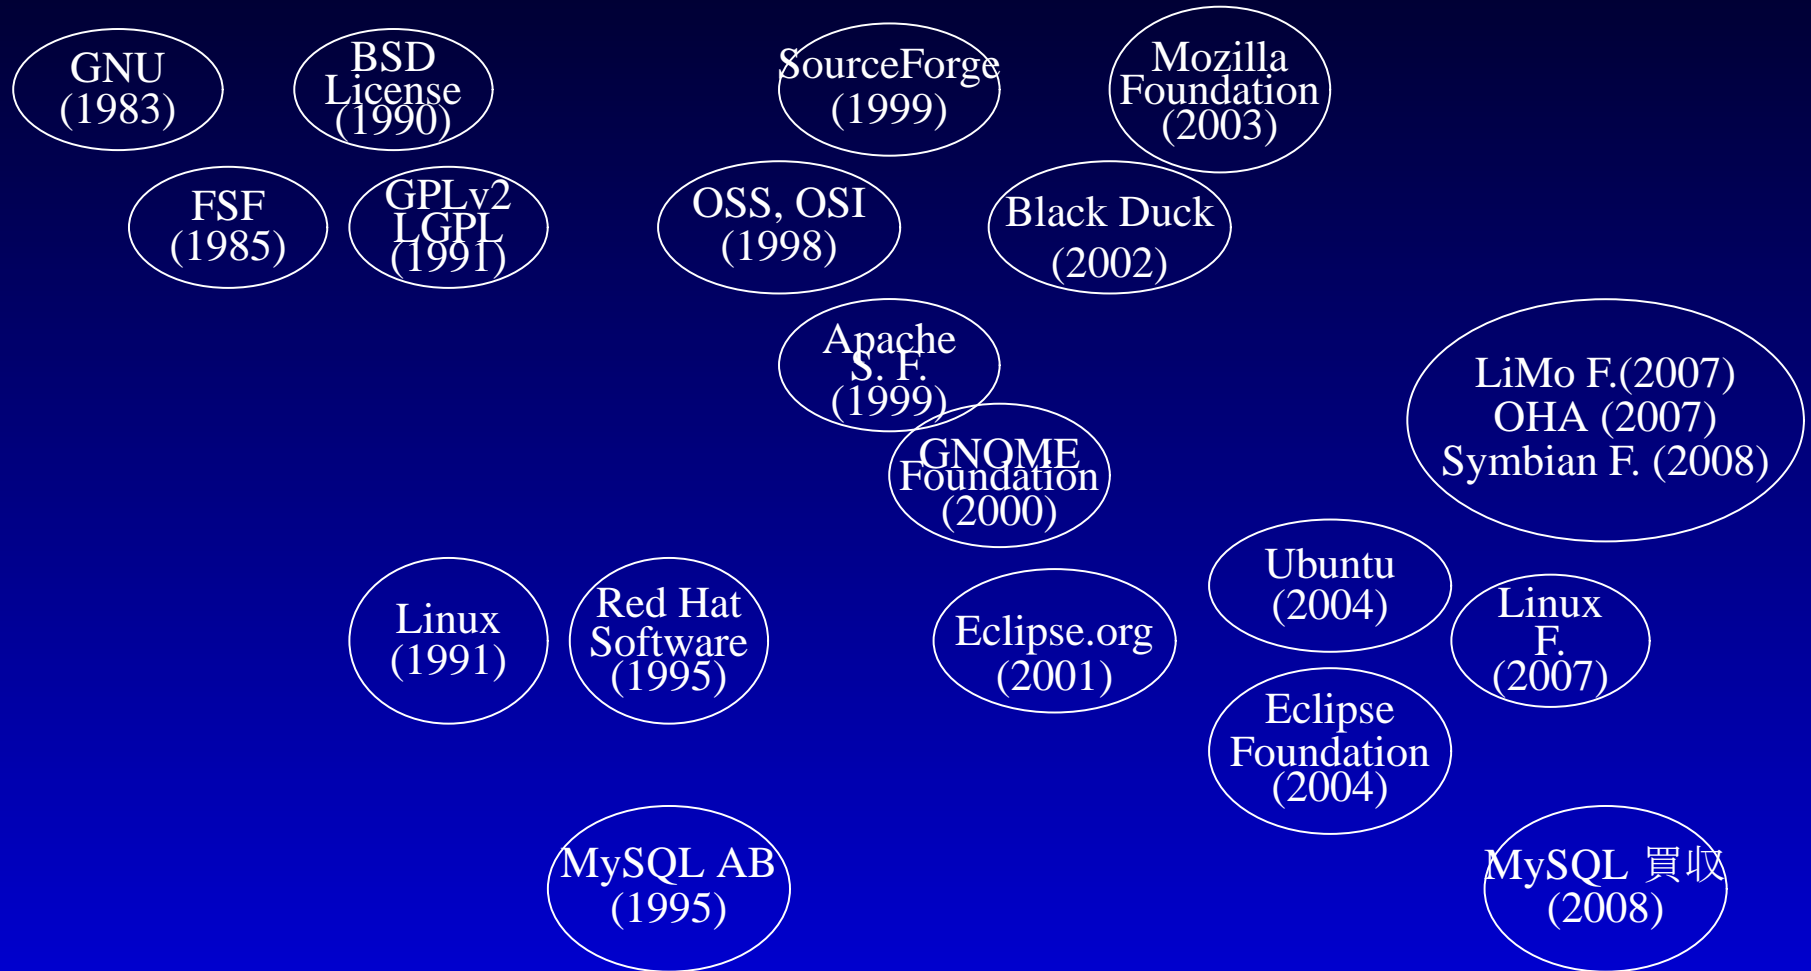 GNU
(1983)
BSD
License
(1990)
SourceForge
(1999)
Mozilla
Foundation
(2003)
FSF
(1985)
GPLv2
LGPL
(1991)
OSS, OSI
(1998)
Black Duck
(2002)
Apache
S. F.
(1999)
LiMo F.(2007)
OHA (2007)
Symbian F. (2008)
GNOME
Foundation
(2000)
Linux
(1991)
Red Hat
Software
(1995)
Eclipse.org
(2001)
Ubuntu
(2004)
Linux
F.
(2007)
Eclipse
Foundation
(2004)
MySQL AB
(1995)
MySQL 買収
(2008)